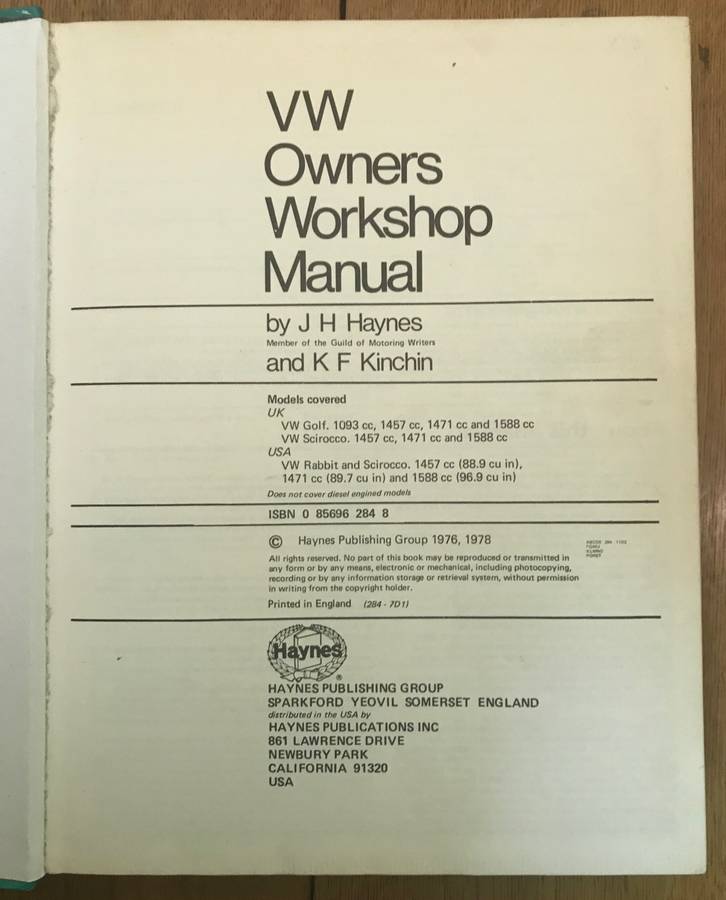 VW
Owners
Workshop
Manual
by J H Haynes
Member of the Guild of Motoring Writers
and K F Kinchin
Models covered
UK
VW Golf. 1093 cc, 1457 cc, 1471 cc and 1588 cc
VW Scirocco. 1457 cc, 1471 cc and 1588 cc
USA
VW Rabbit and Scirocco. 1457 cc (88.9 cu in),
1471 cc (89.7 cu in) and 1588 cc (96.9 cu in)
Does not cover diesel engined models
ISBN 0 85696 284 8
© Haynes Publishing Group 1976, 1978
All rights reserved. No part of this book may be reproduced or transmitted in
any form or by any means, electronic or mechanical, including photocopying,
recording or by any information storage or retrieval system, without permission
in writing from the copyright holder.
Printed in England (284 - 7D1)
Haynes
®
HAYNES PUBLISHING GROUP
SPARKFORD YEOVIL SOMERSET ENGLAND
distributed in the USA by
HAYNES PUBLICATIONS INC
861 LAWRENCE DRIVE
NEWBURY PARK
CALIFORNIA 91320
USA